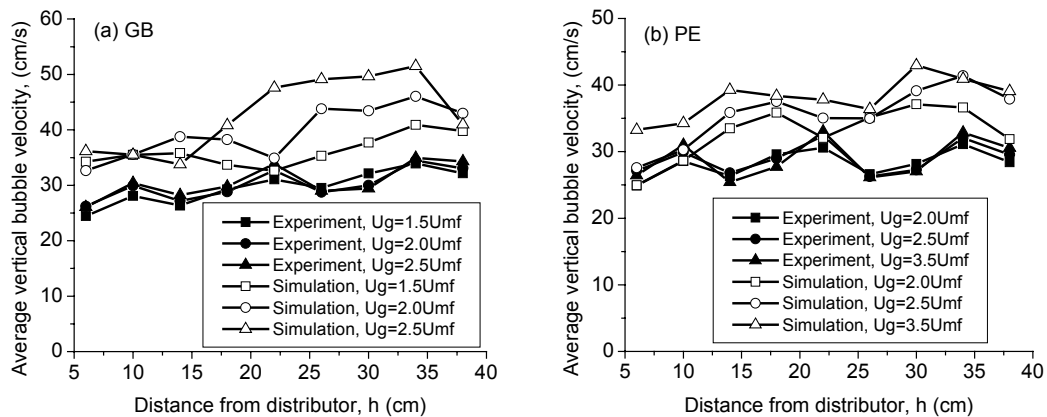 (a) GB
Average vertical bubble velocity, (cm/s)
60
50
40
30
20
10
0
Experiment, Ug=1.5Umf
Experiment, Ug=2.0Umf
Experiment, Ug=2.5Umf
Simulation, Ug=1.5Umf
Simulation, Ug=2.0Umf
Simulation, Ug=2.5Umf
5 10 15 20 25 30 35 40
Distance from distributor, h (cm)
(b) PE
Average vertical bubble velocity, (cm/s)
50
40
30
20
10
0
Experiment, Ug=2.0Umf
Experiment, Ug=2.5Umf
Experiment, Ug=3.5Umf
Simulation, Ug=2.0Umf
Simulation, Ug=2.5Umf
Simulation, Ug=3.5Umf
5 10 15 20 25 30 35 40
Distance from distributor, h (cm)